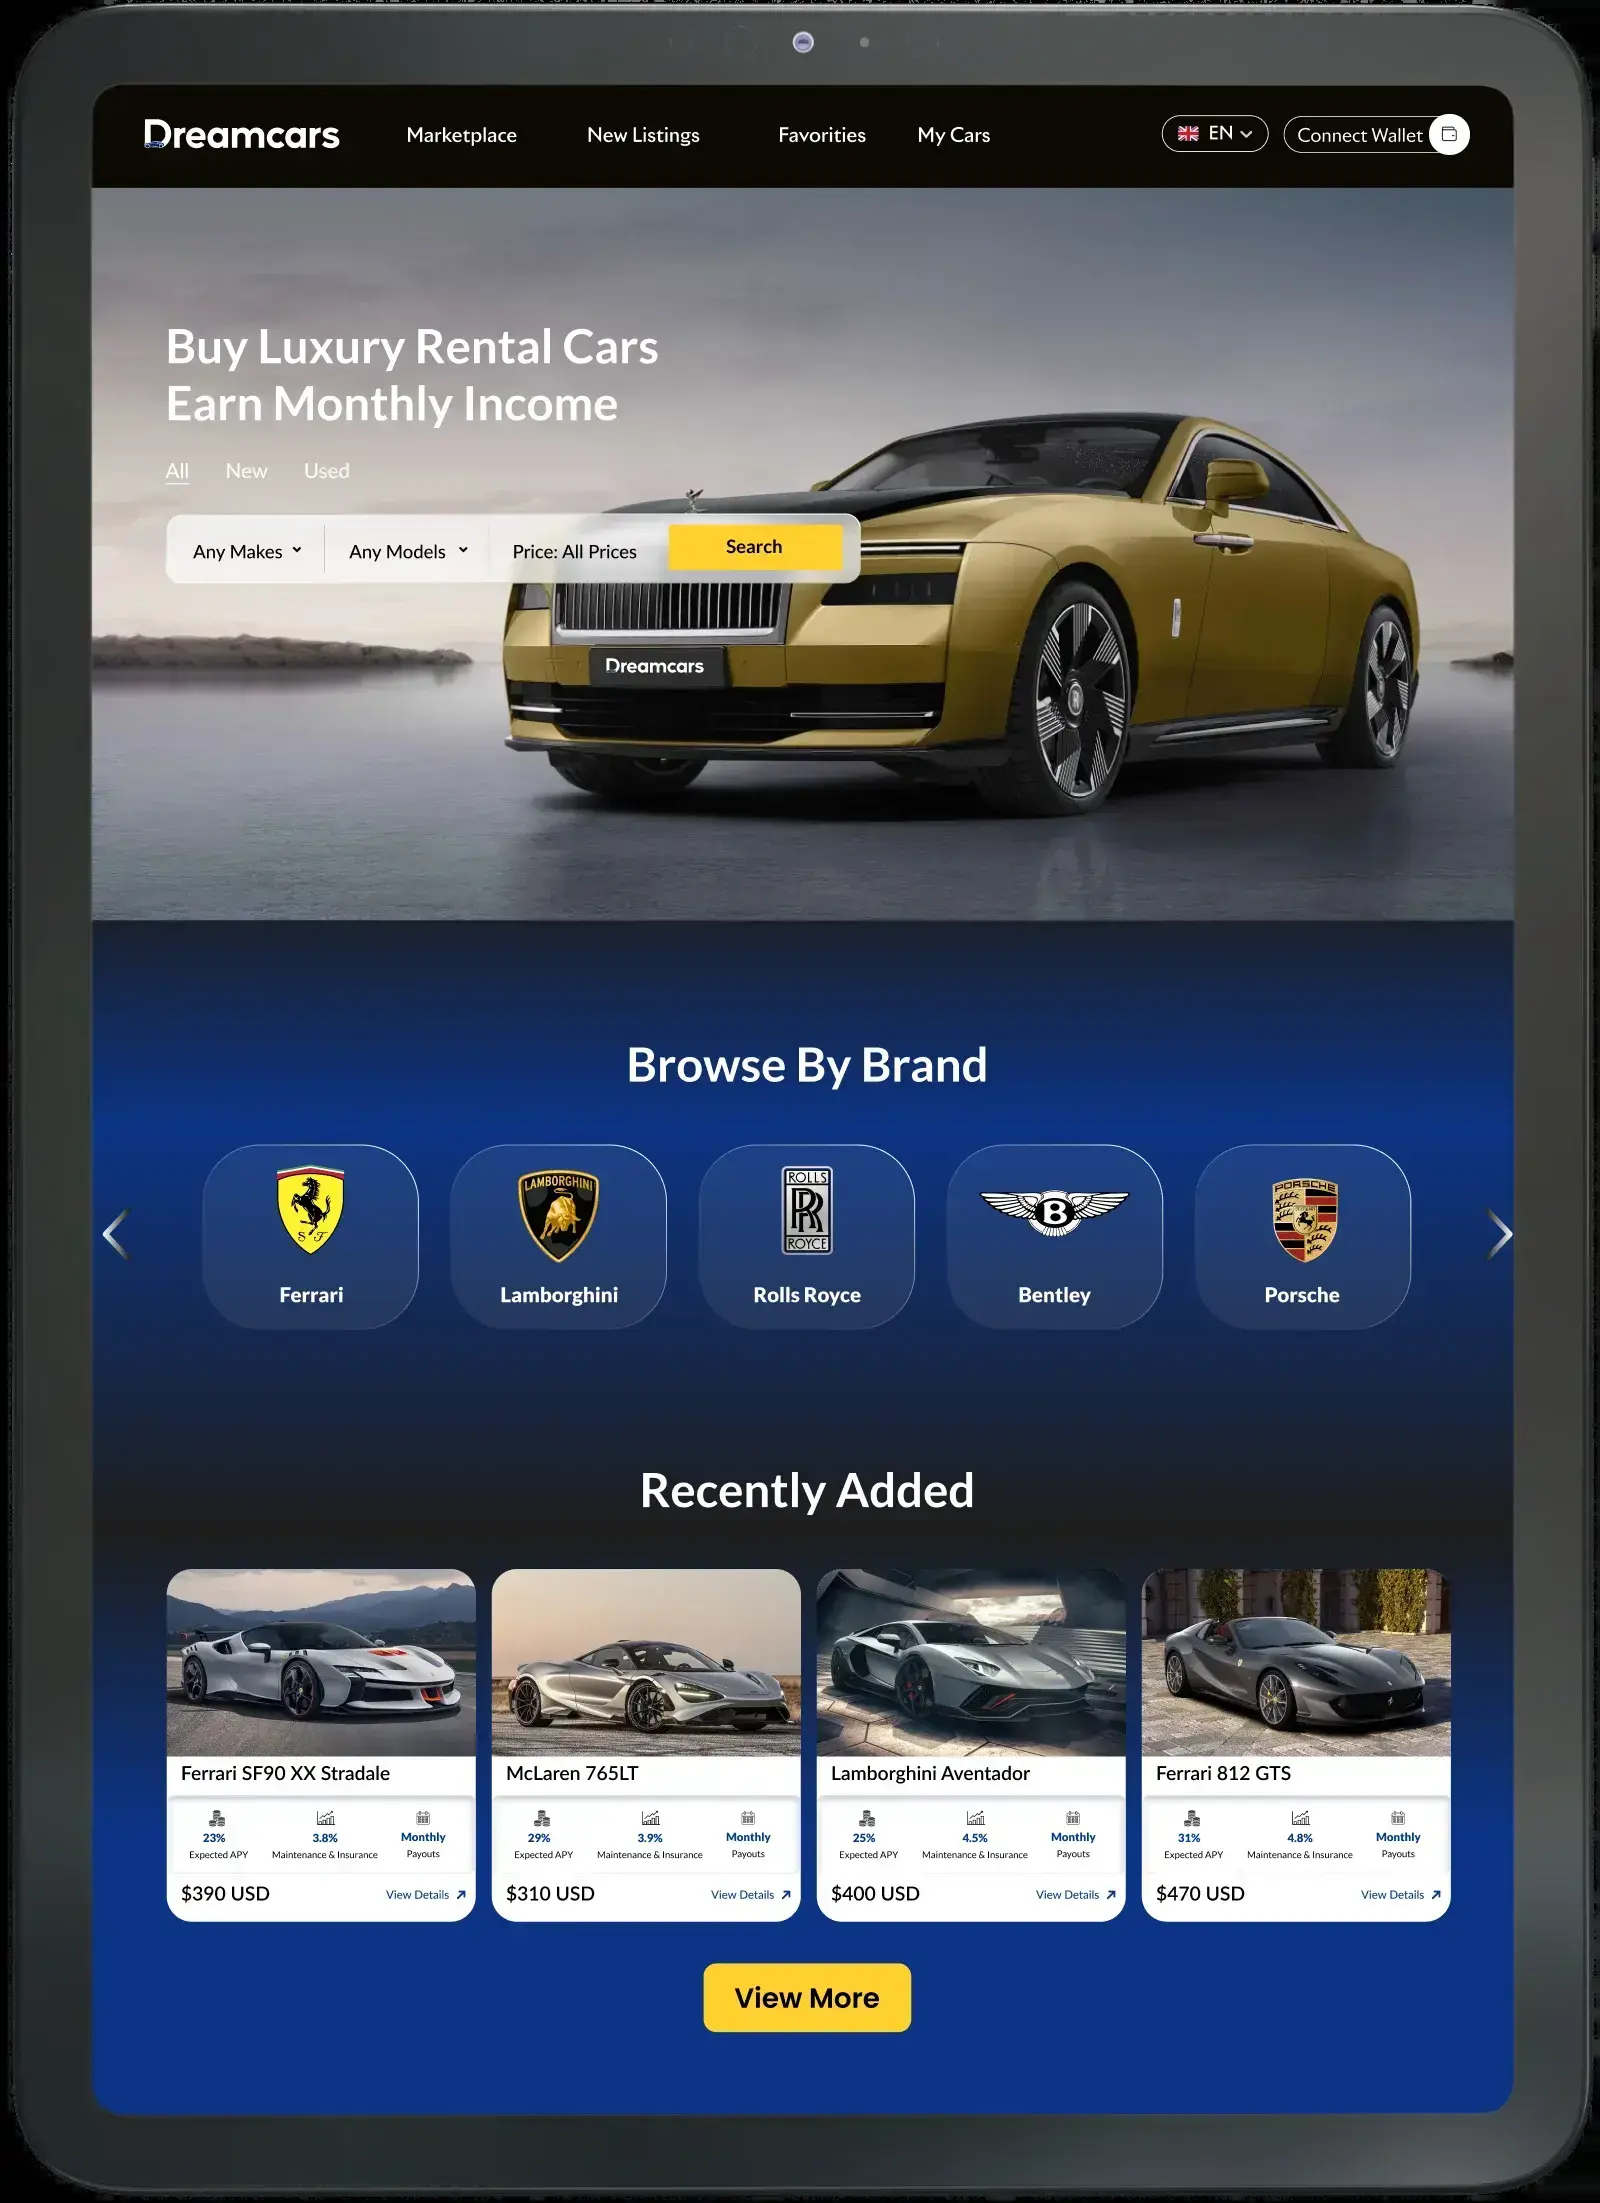 Dreamcars
Marketplace
New Listings
Favorities
My Cars
EN
Connect Wallet
Buy Luxury Rental Cars
Earn Monthly Income
All
New
Used
Any Makes
Any Models
Price: All Prices
Search
Dreamcars
Browse By Brand
S F
Ferrari
LAMBORGHINI
Lamborghini
ROLLS
RR
ROYCE
Rolls Royce
B
Bentley
PORSCHE
Porsche
Recently Added
Ferrari SF90 XX Stradale
23%
3.8%
Monthly
Expected APY
Maintenance & Insurance
Payouts
$390 USD
View Details
McLaren 765LT
29%
3.9%
Monthly
Expected APY
Maintenance & Insurance
Payouts
$310 USD
View Details
Lamborghini Aventador
25%
4.5%
Monthly
Expected APY
Maintenance & Insurance
Payouts
$400 USD
View Details
Ferrari 812 GTS
31%
4.8%
Monthly
Expected APY
Maintenance & Insurance
Payouts
$470 USD
View Details
View More